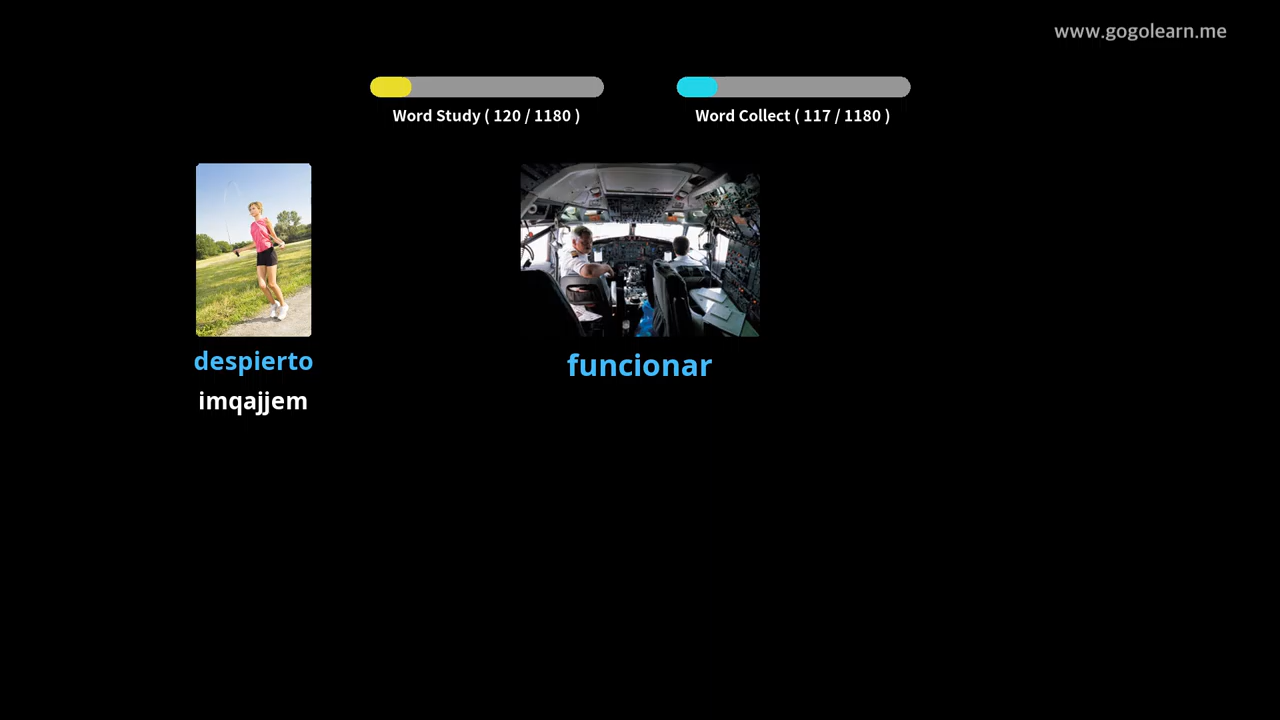 www.gogolearn.me
Word Study ( 120 / 1180 )
Word Collect ( 117 / 1180 )
despierto
imqajjem
funcionar